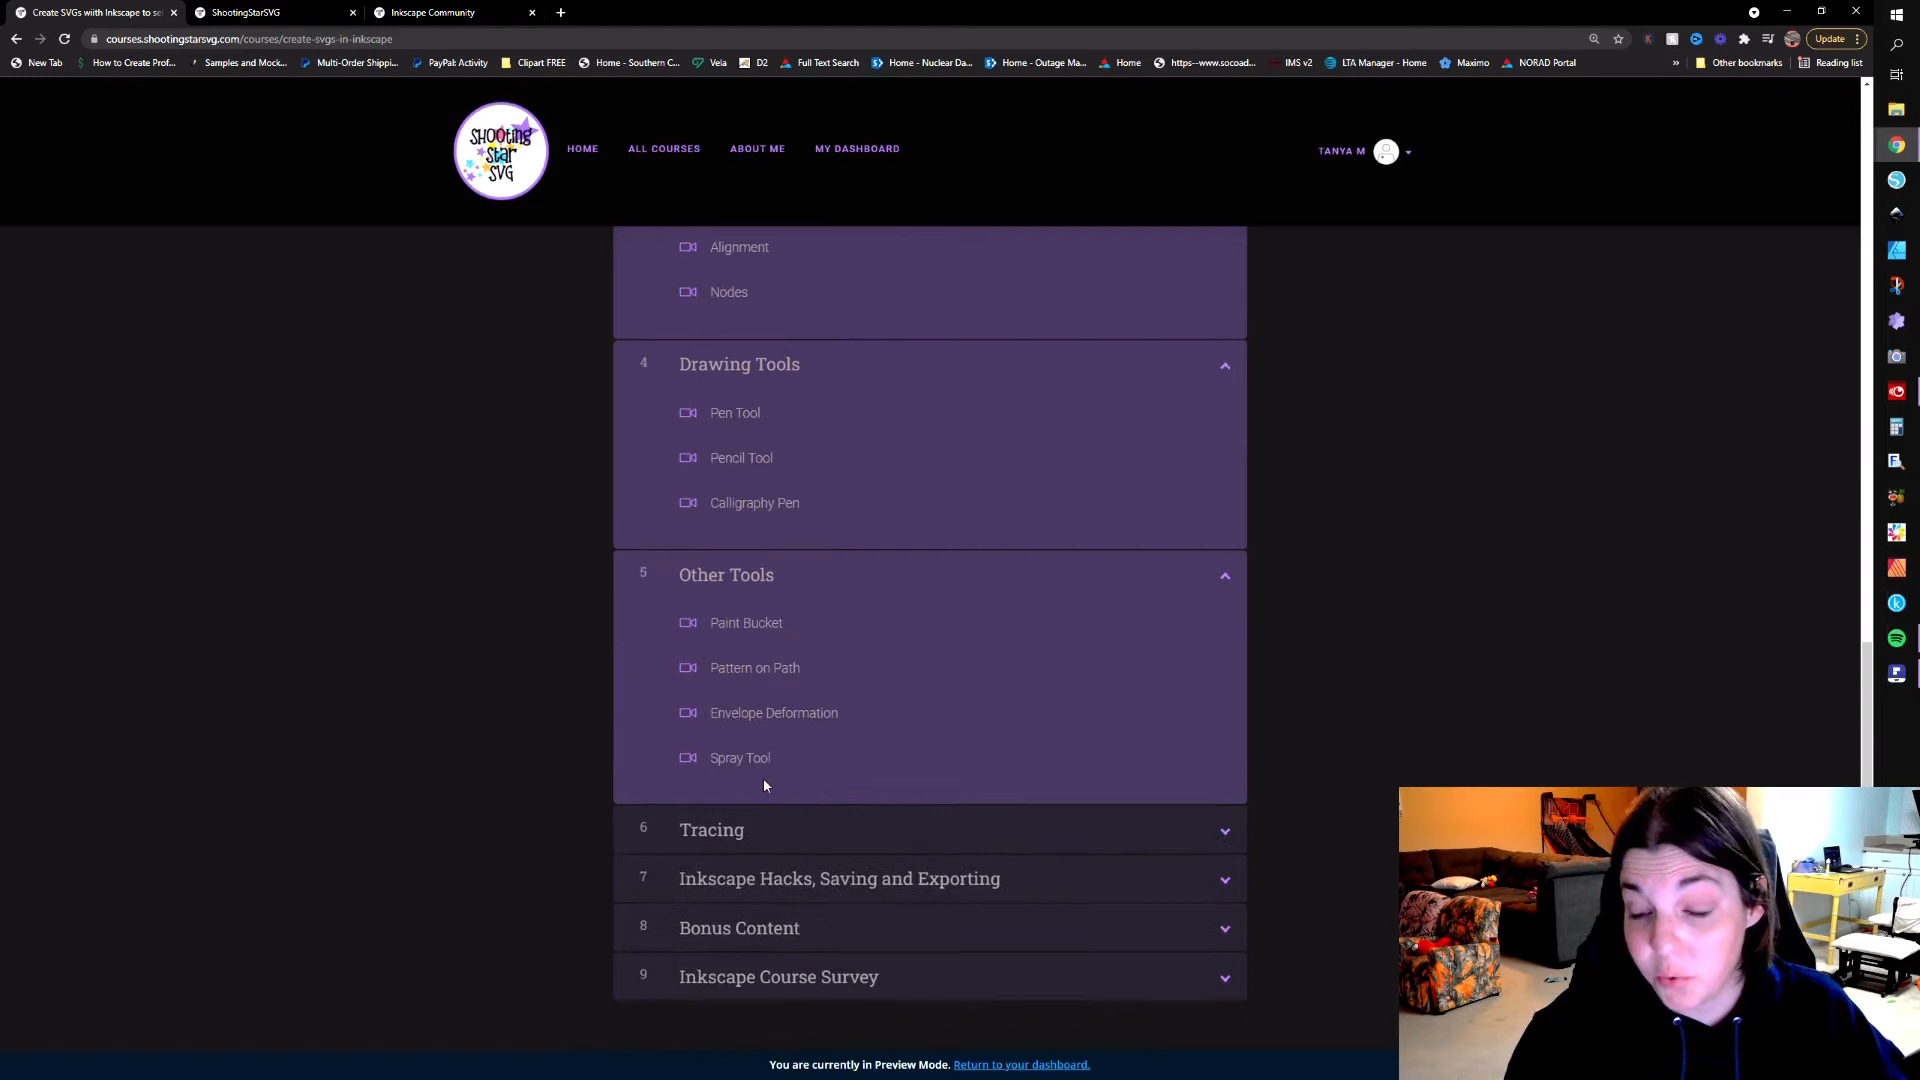 Create SVGs wiith Inkscape to se
ShootingStarSVG
Inkscape Community
courses.shootingstarsvg.com/courses/create-svgs-in-inkscape
Update
New Tab
How to Create Prof...
Samples and Mock...
Multi-Order Shippi...
PayPal Activity
Clipart FREE
Home - Southern C...
Vela
D2
Full Text Search
Home - Nuclear Da...
Home - Outage Ma...
Home
https--www.socoad...
IMS v2
LTA Manager - Home
Maximo
NORAD Portal
Other bookmarks
Reading list
SHOOting
Star
SVG
HOME
ALL COURSES
ABOUT ME
MY DASHBOARD
TANYA M
Alignment
Nodes
4 Drawing Tools
Pen Tool
Pencil Tool
Calligraphy Pen
5 Other Tools
Paint Bucket
Pattern on Path
Envelope Deformation
Spray Tool
6 Tracing
7 Inkscape Hacks, Saving and Exporting
8 Bonus Content
9 Inkscape Course Survey
You are currently in Preview Mode. Return to your dashboard.